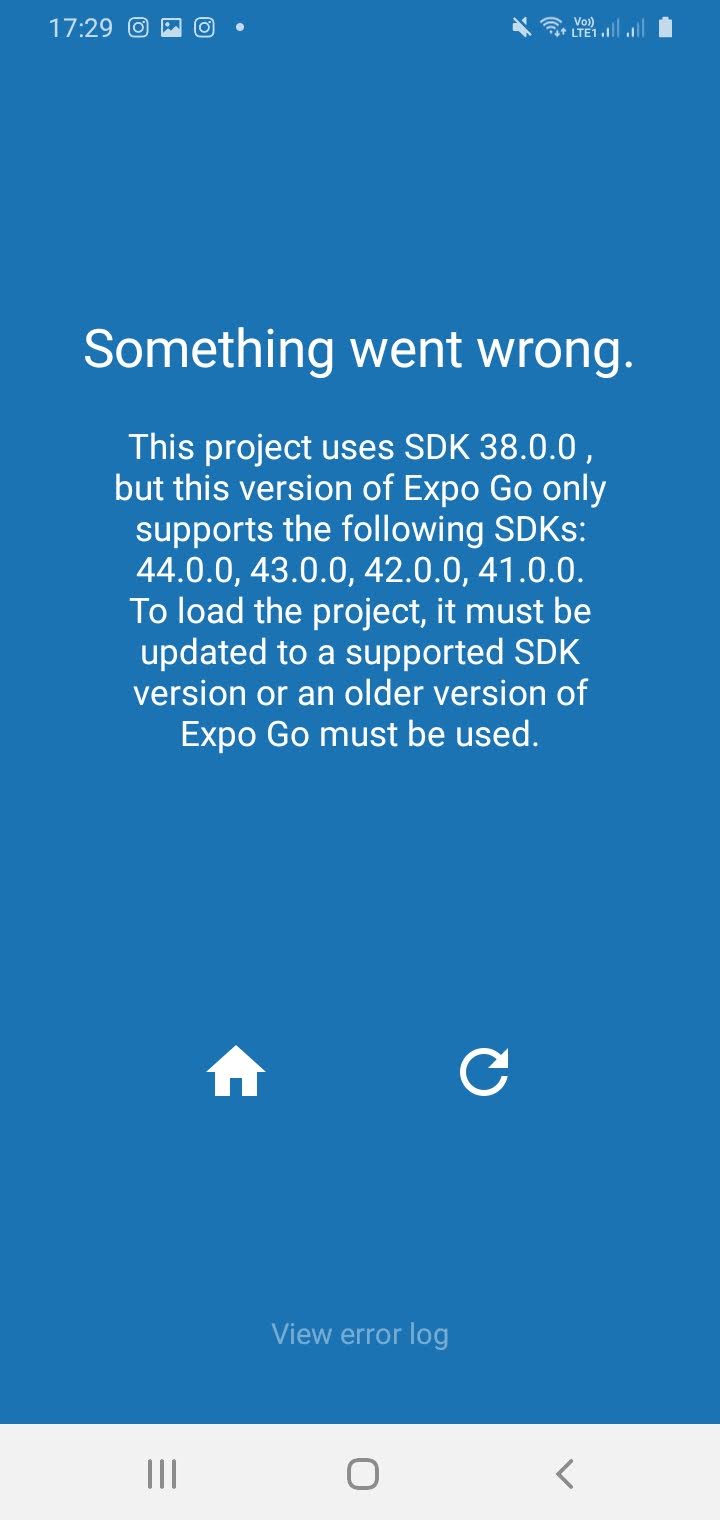 17:29
Vo))
LTE1
Something went wrong.
This project uses SDK 38.0.0 ,
but this version of Expo Go only
supports the following SDKs:
44.0.0, 43.0.0, 42.0.0, 41.0.0.
To load the project, it must be
updated to a supported SDK
version or an older version of
Expo Go must be used.
View error log